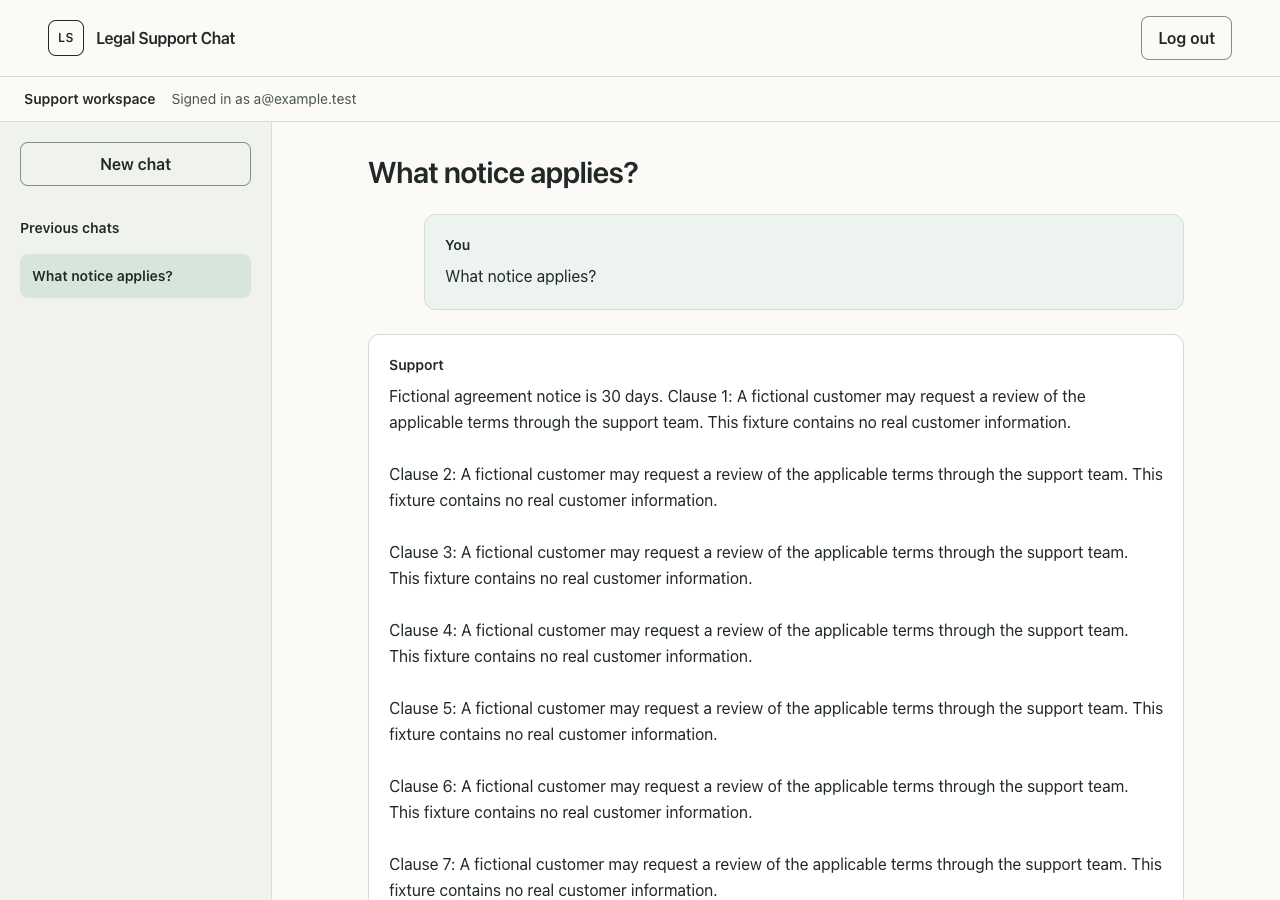 LS
Legal Support Chat
Log out
Support workspace
Signed in as a@example.test
New chat
Previous chats
What notice applies?
What notice applies?
You
What notice applies?
Support
Fictional agreement notice is 30 days. Clause 1: A fictional customer may request a review of the
applicable terms through the support team. This fixture contains no real customer information.
Clause 2: A fictional customer may request a review of the applicable terms through the support team. This
fixture contains no real customer information.
Clause 3: A fictional customer may request a review of the applicable terms through the support team.
This fixture contains no real customer information.
Clause 4: A fictional customer may request a review of the applicable terms through the support team.
This fixture contains no real customer information.
Clause 5: A fictional customer may request a review of the applicable terms through the support team. This
fixture contains no real customer information.
Clause 6: A fictional customer may request a review of the applicable terms through the support team.
This fixture contains no real customer information.
Clause 7: A fictional customer may request a review of the applicable terms through the support team. This
fixture contains no real customer information.